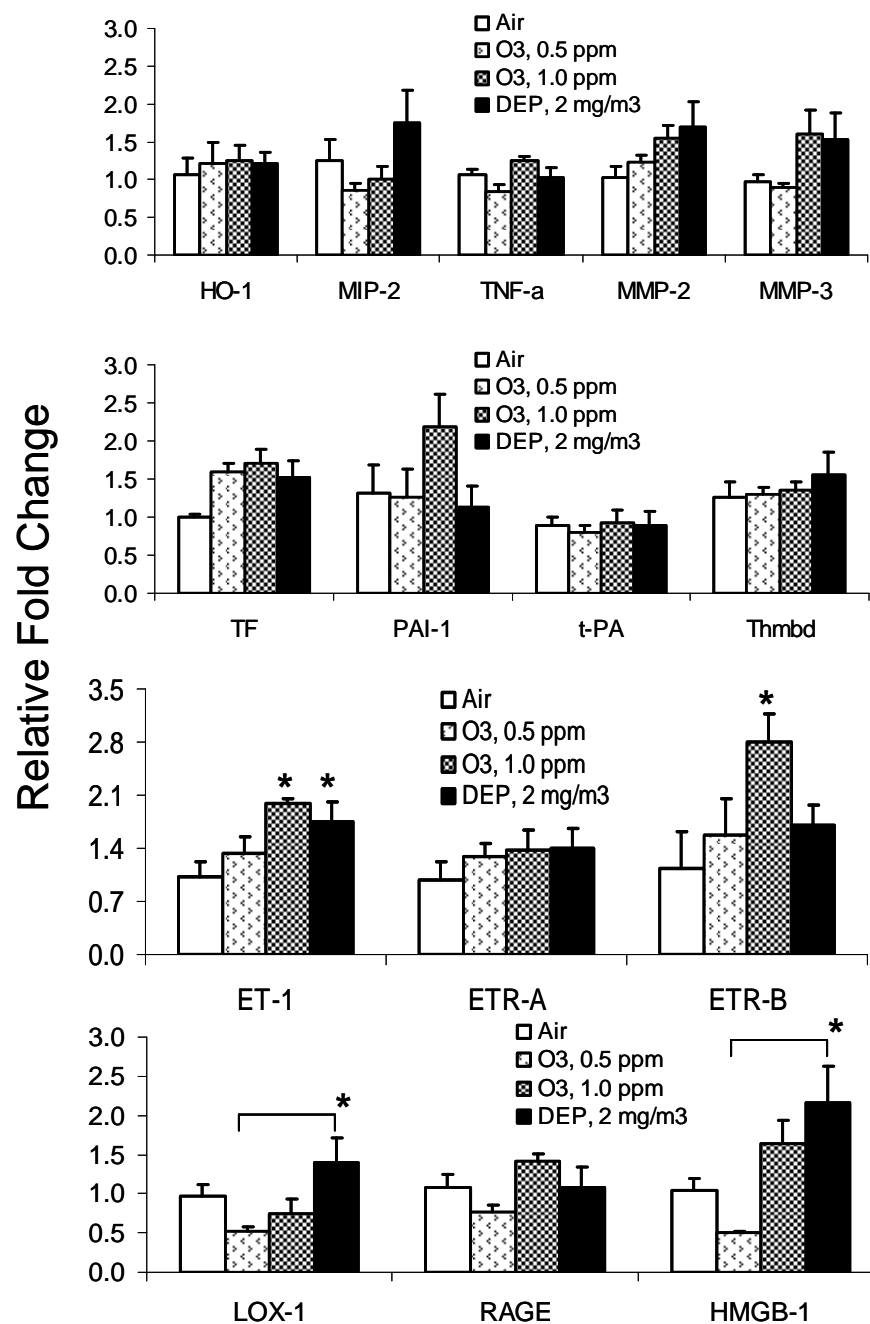 Relative Fold Change
Air
O3, 0.5 ppm
O3, 1.0 ppm
DEP, 2 mg/m3
3.0
2.5
2.0
1.5
1.0
0.5
0.0
HO-1 MIP-2 TNF-a MMP-2 MMP-3
Air
O3, 0.5 ppm
O3, 1.0 ppm
DEP, 2 mg/m3
3.0
2.5
2.0
1.5
1.0
0.5
0.0
TF PAI-1 t-PA Thmbd
Air
O3, 0.5 ppm
O3, 1.0 ppm
DEP, 2 mg/m3
3.5
2.8
2.1
1.4
0.7
0.0
* * *
ET-1 ETR-A ETR-B
Air
O3, 0.5 ppm
O3, 1.0 ppm
DEP, 2 mg/m3
3.0
2.5
2.0
1.5
1.0
0.5
0.0
* *
LOX-1 RAGE HMGB-1